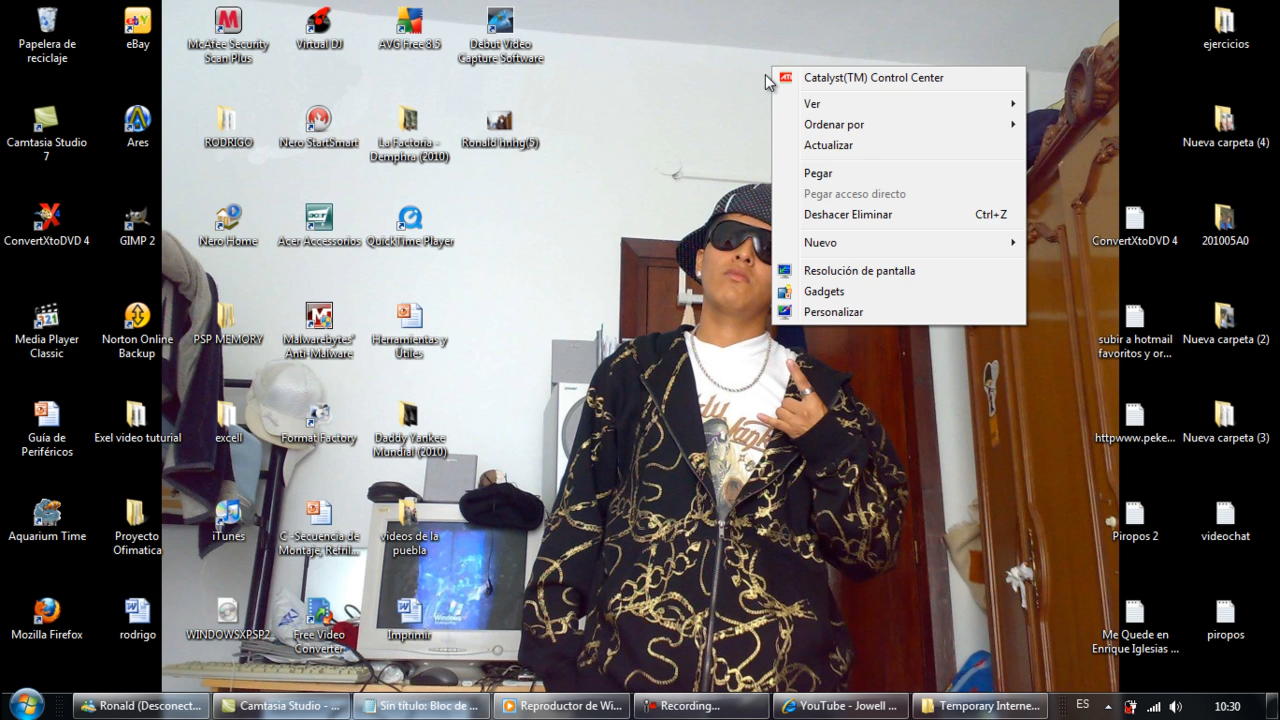 Papelera de
reciclaje
eBay
McAfee Security
Scan Plus
Virtual DJ
AVG Free 8.5
Debut Video
Capture Software
ejercicios
Camtasia Studio
7
Ares
RODRIGO
Nero StartSmart
La Factoria -
Demphra (2010)
Ronald hnhg(5)
Nueva carpeta (4)
ConvertXtoDVD 4
GIMP 2
Nero Home
Acer Accessorios
QuickTime Player
ConvertXtoDVD 4
201005A0
Media Player
Classic
Norton Online
Backup
PSP MEMORY
Malwarebytes'
Anti-Malware
Herramientas y
Útiles
subir a hotmail
favoritos y or...
Nueva carpeta (2)
Guía de
Periféricos
Exel video tuturial
excell
Format Factory
Daddy Yankee
Mundial (2010)
httpwww.peke...
Nueva carpeta (3)
Aquarium Time
Proyecto
Ofimatica
iTunes
C -Secuencia de
Montaje, Refril...
videos de la
puebla
Piropos 2
videochat
Mozilla Firefox
rodrigo
WINDOWSXPSP2
Free Video
Converter
Imprimir
Me Quede en
Enrique Iglesias ...
piropos
ATI
Catalyst(TM) Control Center
Ver
Ordenar por
Actualizar
Pegar
Pegar acceso directo
Deshacer Eliminar Ctrl+Z
Nuevo
Resolución de pantalla
Gadgets
Personalizar
Ronald (Desconect...
Camtasia Studio - ...
Sin título: Bloc de ...
Reproductor de Wi...
Recording...
YouTube - Jowell ...
Temporary Interne...
ES
10:30